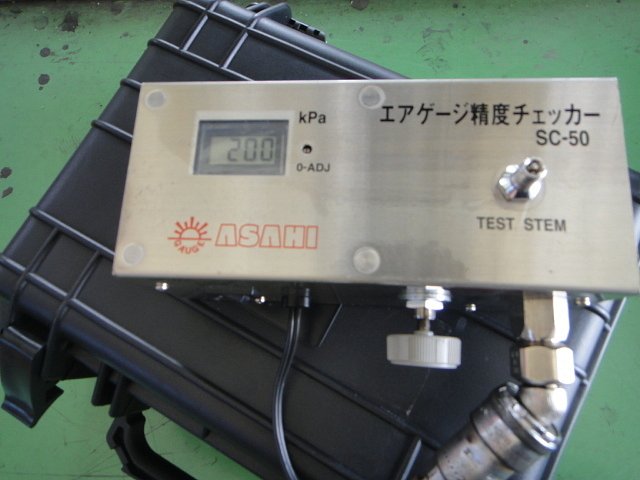 kPa
200
0-ADJ
エアゲージ精度チェッカー
SC-50
TEST STEM
GAUGE
ASAHI